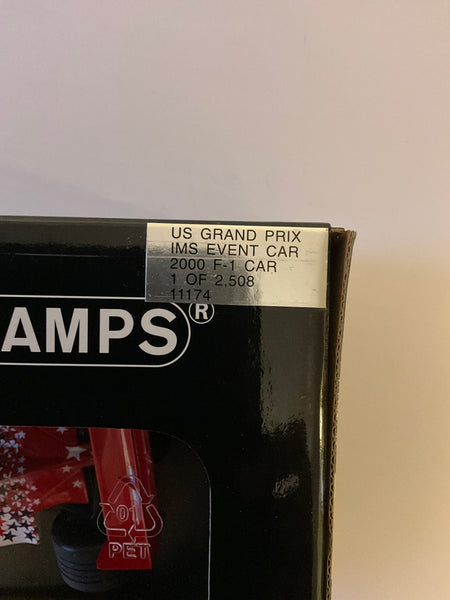 US GRAND PRIX
IMS EVENT CAR
2000 F-1 CAR
1 OF 2,508
11174
AMPS®
01
PET